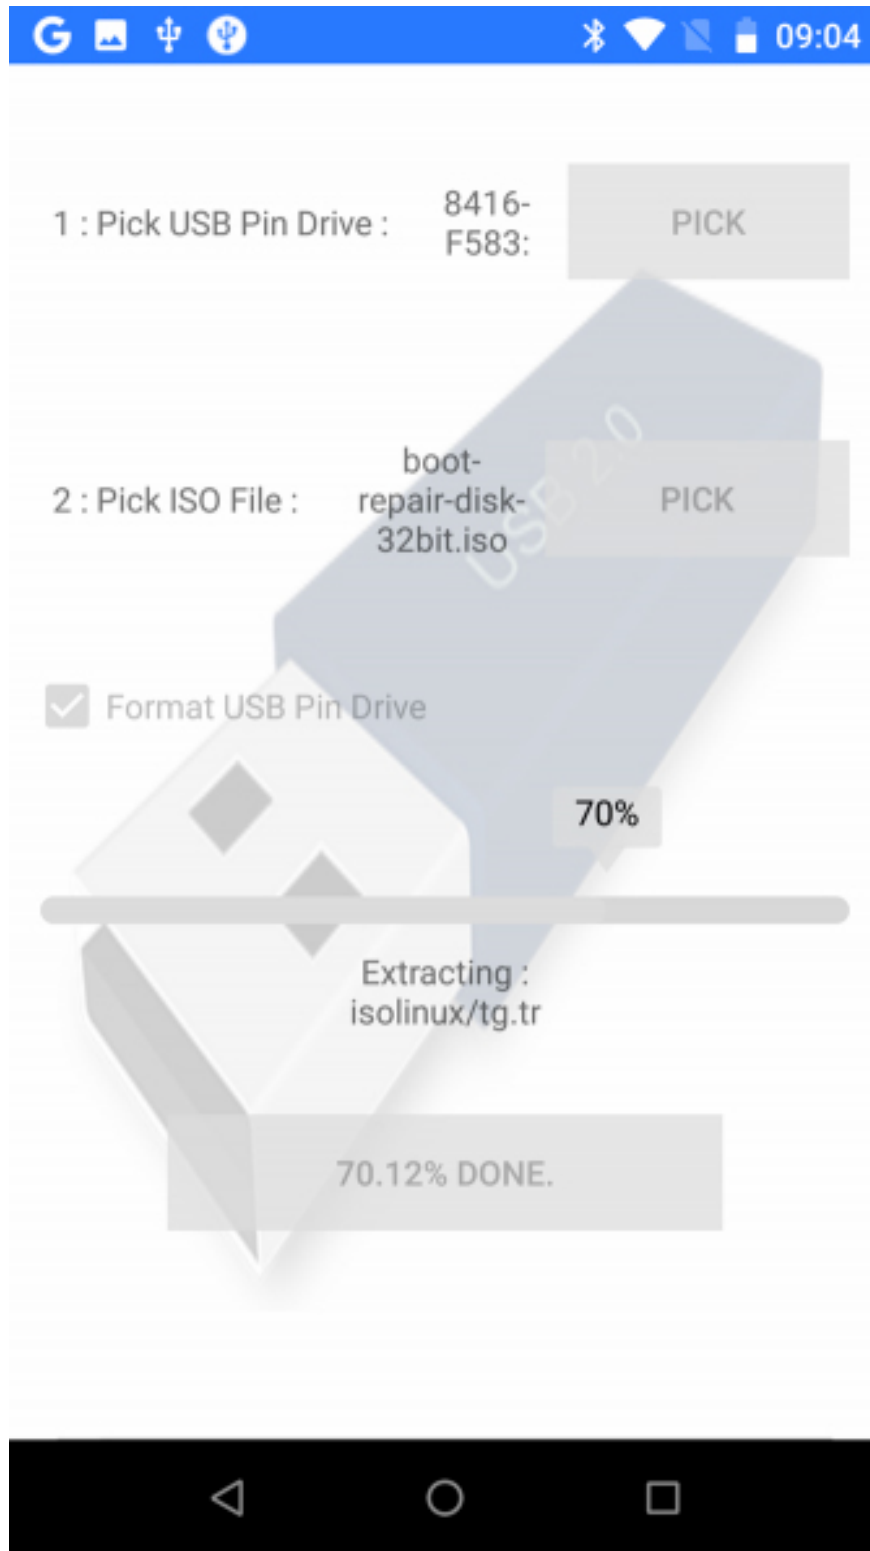 09:04
1 : Pick USB Pin Drive :
8416-
F583:
PICK
USB 2.0
2 : Pick ISO File :
boot-
repair-disk-
32bit.iso
PICK
Format USB Pin Drive
70%
Extracting :
isolinux/tg.tr
70.12% DONE.